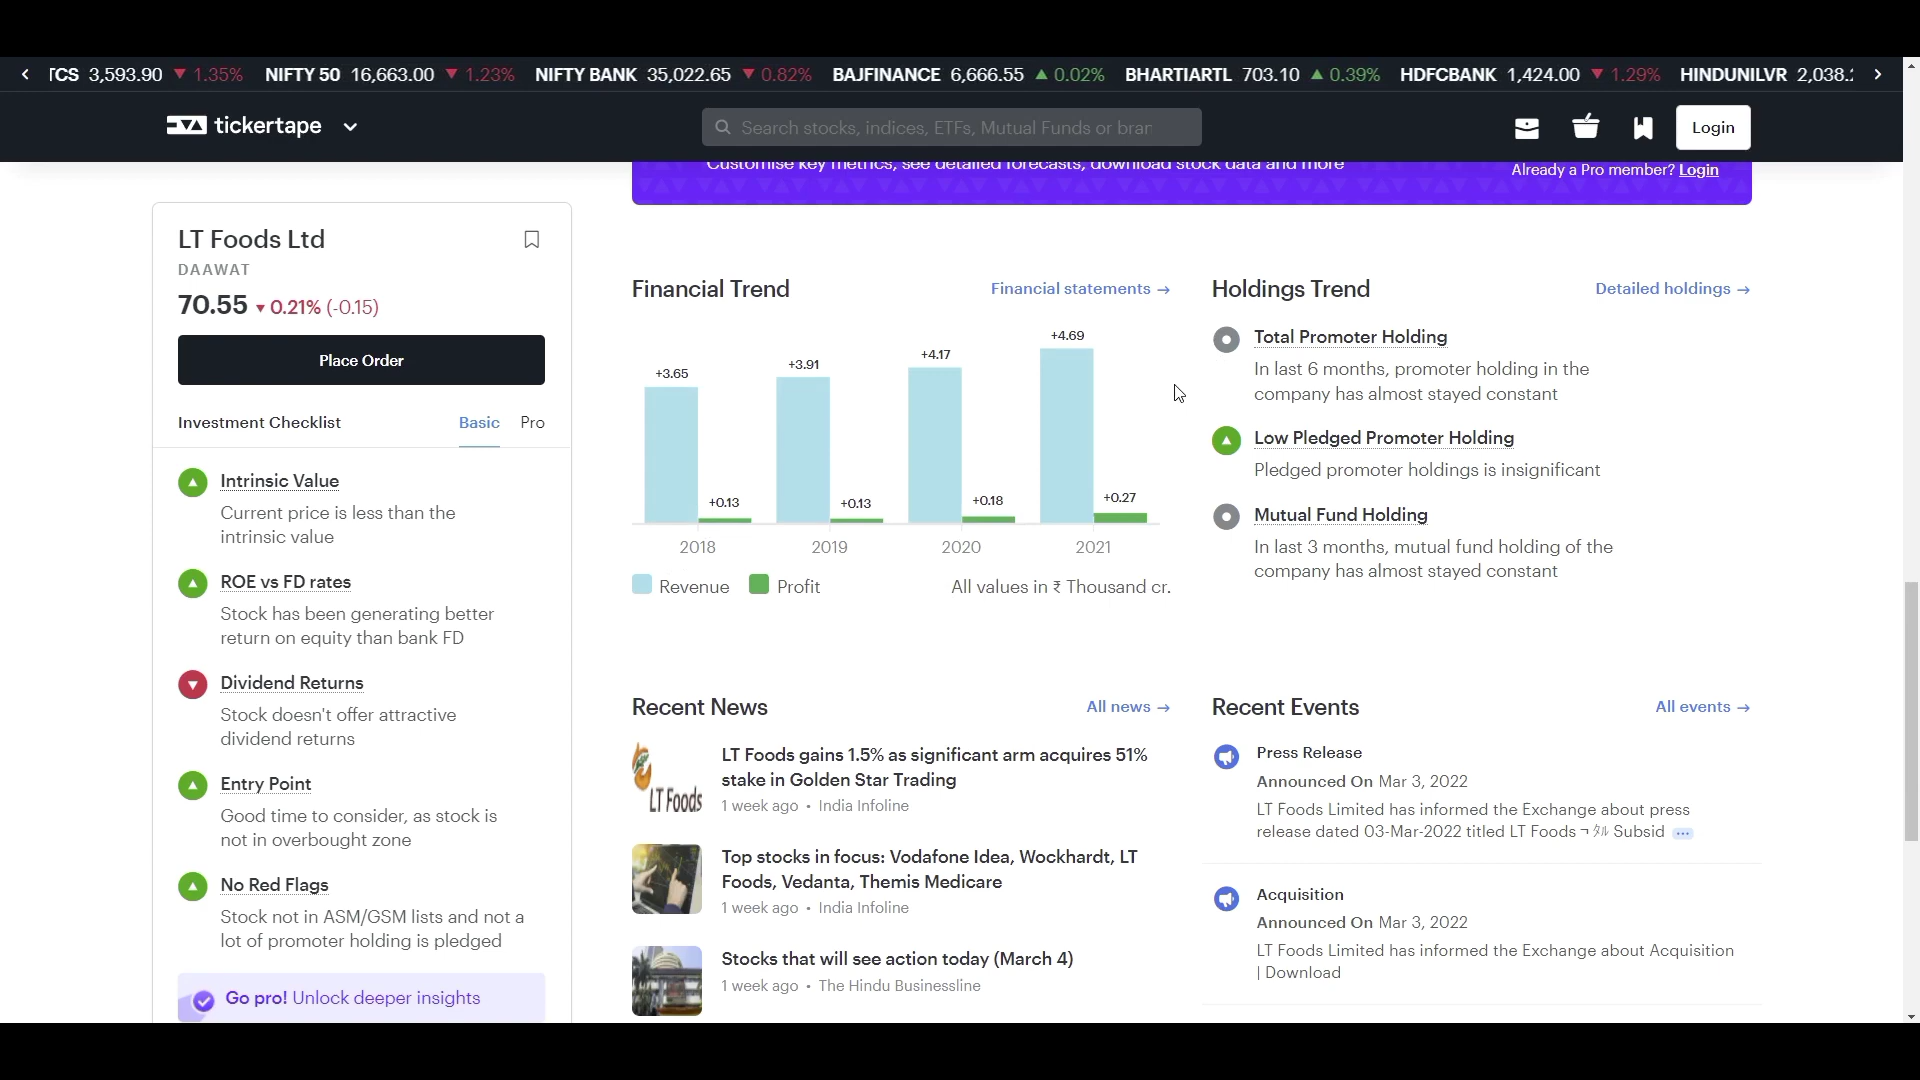 TCS 3,593.90 ▼ 1.35% NIFTY 50 16,663.00 ▼ 1.23% NIFTY BANK 35,022.65 ▼ 0.82% BAJFINANCE 6,666.55 ▲ 0.02% BHARTIARTL 703.10 ▲ 0.39% HDFCBANK 1,424.00 ▼ 1.29% HINDUNILVR 2,038.
tickertape
Search stocks, indices, ETFs, Mutual Funds or bran
Login
Customise key metrics, see detailed forecasts, download stock data and more
Already a Pro member? Login
LT Foods Ltd
DAAWAT
70.55 ▼ 0.21% (-0.15)
Place Order
Investment Checklist Basic Pro
Intrinsic Value
Current price is less than the
intrinsic value
ROE vs FD rates
Stock has been generating better
return on equity than bank FD
Dividend Returns
Stock doesn't offer attractive
dividend returns
Entry Point
Good time to consider, as stock is
not in overbought zone
No Red Flags
Stock not in ASM/GSM lists and not a
lot of promoter holding is pledged
Go pro! Unlock deeper insights
Financial Trend Financial statements →
+3.65 +3.91 +4.17 +4.69
+0.13 +0.13 +0.18 +0.27
2018 2019 2020 2021
Revenue Profit All values in ₹ Thousand cr.
Holdings Trend Detailed holdings →
Total Promoter Holding
In last 6 months, promoter holding in the
company has almost stayed constant
Low Pledged Promoter Holding
Pledged promoter holdings is insignificant
Mutual Fund Holding
In last 3 months, mutual fund holding of the
company has almost stayed constant
Recent News All news →
LT Foods
LT Foods gains 1.5% as significant arm acquires 51%
stake in Golden Star Trading
1 week ago • India Infoline
Top stocks in focus: Vodafone Idea, Wockhardt, LT
Foods, Vedanta, Themis Medicare
1 week ago • India Infoline
Stocks that will see action today (March 4)
1 week ago • The Hindu Businessline
Recent Events All events →
Press Release
Announced On Mar 3, 2022
LT Foods Limited has informed the Exchange about press
release dated 03-Mar-2022 titled LT Foods ¬ ﾀﾙ Subsid ...
Acquisition
Announced On Mar 3, 2022
LT Foods Limited has informed the Exchange about Acquisition
| Download